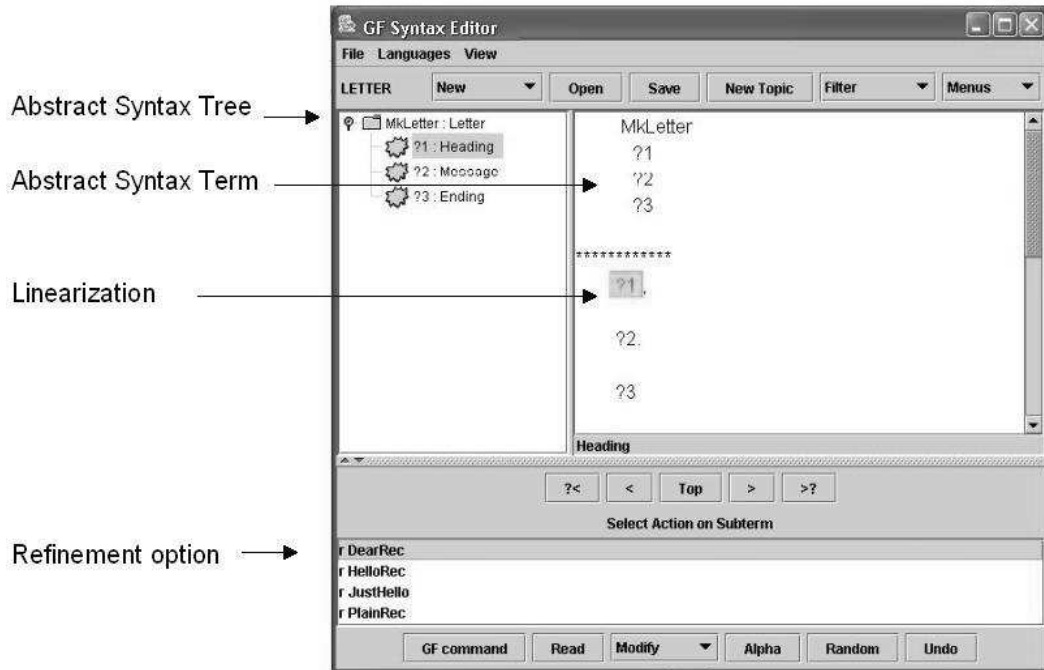 GF Syntax Editor
File Languages View
LETTER New Open Save New Topic Filter Menus
Abstract Syntax Tree
MkLetter : Letter
?1 : Heading
?2 : Message
?3 : Ending
Abstract Syntax Term
MkLetter
?1
?2
?3
************
Linearization
?1,
?2.
?3
Heading
?< < Top > >?
Select Action on Subterm
Refinement option
r DearRec
r HelloRec
r JustHello
r PlainRec
GF command Read Modify Alpha Random Undo